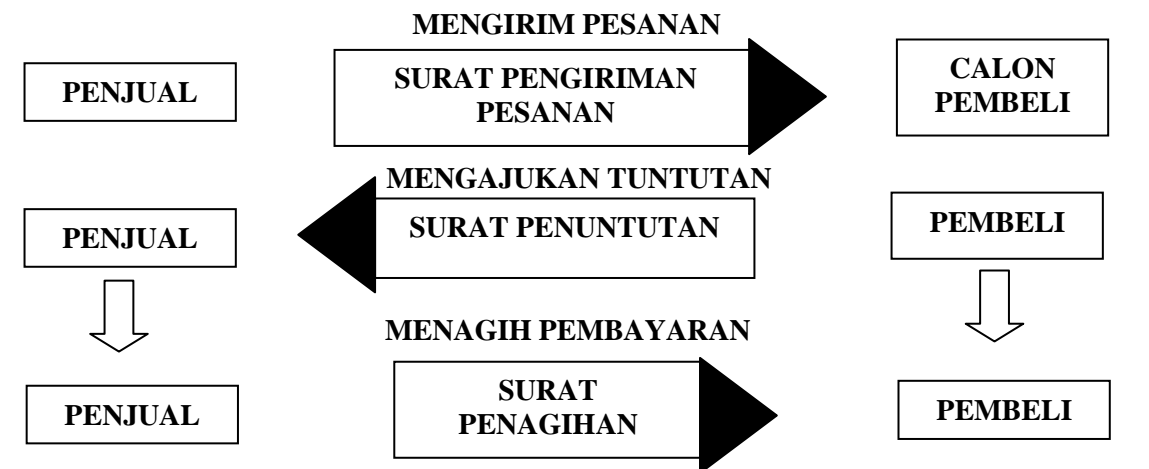 MENGIRIM PESANAN
PENJUAL
SURAT PENGIRIMAN
PESANAN
CALON
PEMBELI
MENGAJUKAN TUNTUTAN
PENJUAL
SURAT PENUNTUTAN
PEMBELI
MENAGIH PEMBAYARAN
PENJUAL
SURAT
PENAGIHAN
PEMBELI